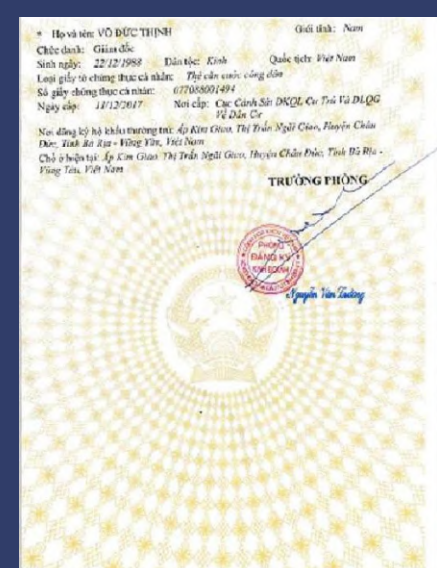 * Họ và tên: VÕ ĐỨC THỊNH Giới tính: Nam
Chức danh: Giám đốc
Sinh ngày: 22/12/1988 Dân tộc: Kinh Quốc tịch: Việt Nam
Loại giấy tờ chứng thực cá nhân: Thẻ căn cước công dân
Số giấy chứng thực cá nhân: 077088001494
Ngày cấp: 11/12/2017 Nơi cấp: Cục Cảnh Sát ĐKQL Cư Trú Và DLQG
Về Dân Cư
Nơi đăng ký hộ khẩu thường trú: Ấp Kim Giao, Thị Trấn Ngãi Giao, Huyện Châu
Đức, Tỉnh Bà Rịa - Vũng Tàu, Việt Nam
Chỗ ở hiện tại: Ấp Kim Giao, Thị Trấn Ngãi Giao, Huyện Châu Đức, Tỉnh Bà Rịa -
Vũng Tàu, Việt Nam
TRƯỞNG PHÒNG
PHÒNG
ĐĂNG KÝ
KINH DOANH
Nguyễn Văn